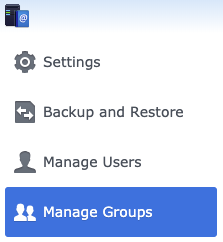 Settings
Backup and Restore
Manage Users
Manage Groups